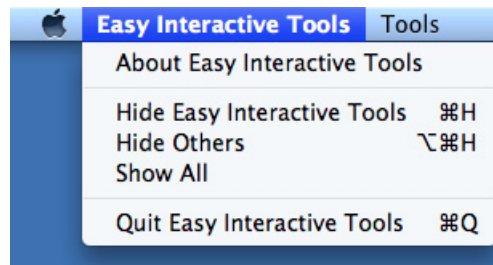 Easy Interactive Tools Tools
About Easy Interactive Tools
Hide Easy Interactive Tools ⌘H
Hide Others ⌥⌘H
Show All
Quit Easy Interactive Tools ⌘Q